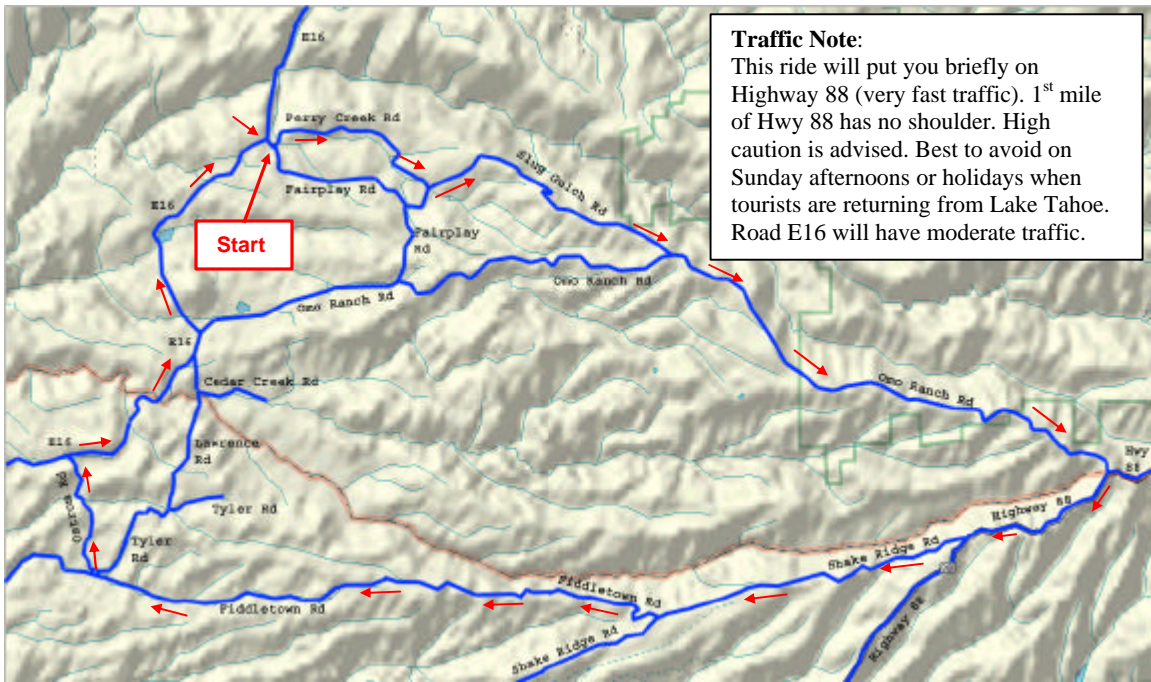 E16
Traffic Note:
This ride will put you briefly on
Highway 88 (very fast traffic). 1st mile
of Hwy 88 has no shoulder. High
caution is advised. Best to avoid on
Sunday afternoons or holidays when
tourists are returning from Lake Tahoe.
Road E16 will have moderate traffic.
Perry Creek Rd
Slug Gulch Rd
Fairplay Rd
E16
Start
Fairplay
Rd
Omo Ranch Rd
Omo Ranch Rd
E16
Cedar Creek Rd
Omo Ranch Rd
E16
Lawrence
Rd
Hwy
88
Ostrom Rd
Tyler Rd
Highway 88
Tyler
Rd
Shake Ridge Rd
Fiddletown Rd
Fiddletown Rd
Shake Ridge Rd
Highway 88